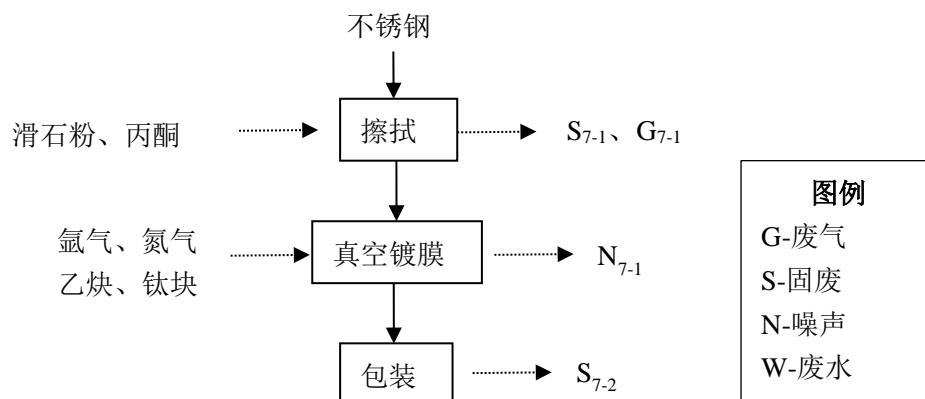 不锈钢
滑石粉、丙酮
擦拭
S7-1、G7-1
氩气、氮气
乙炔、钛块
真空镀膜
N7-1
包装
S7-2
图例
G-废气
S-固废
N-噪声
W-废水